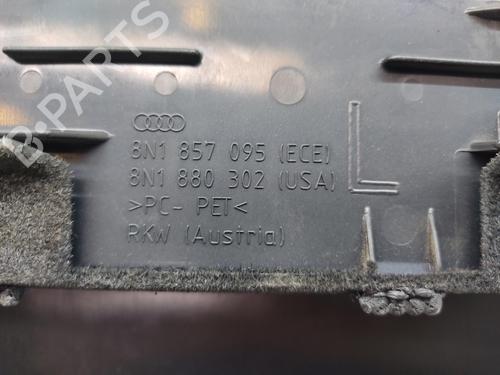 8N1 857 095 (ECE)
8N1 880 302 (USA)
>PC- PET<
RKW (Austria)
L
B-PARTS